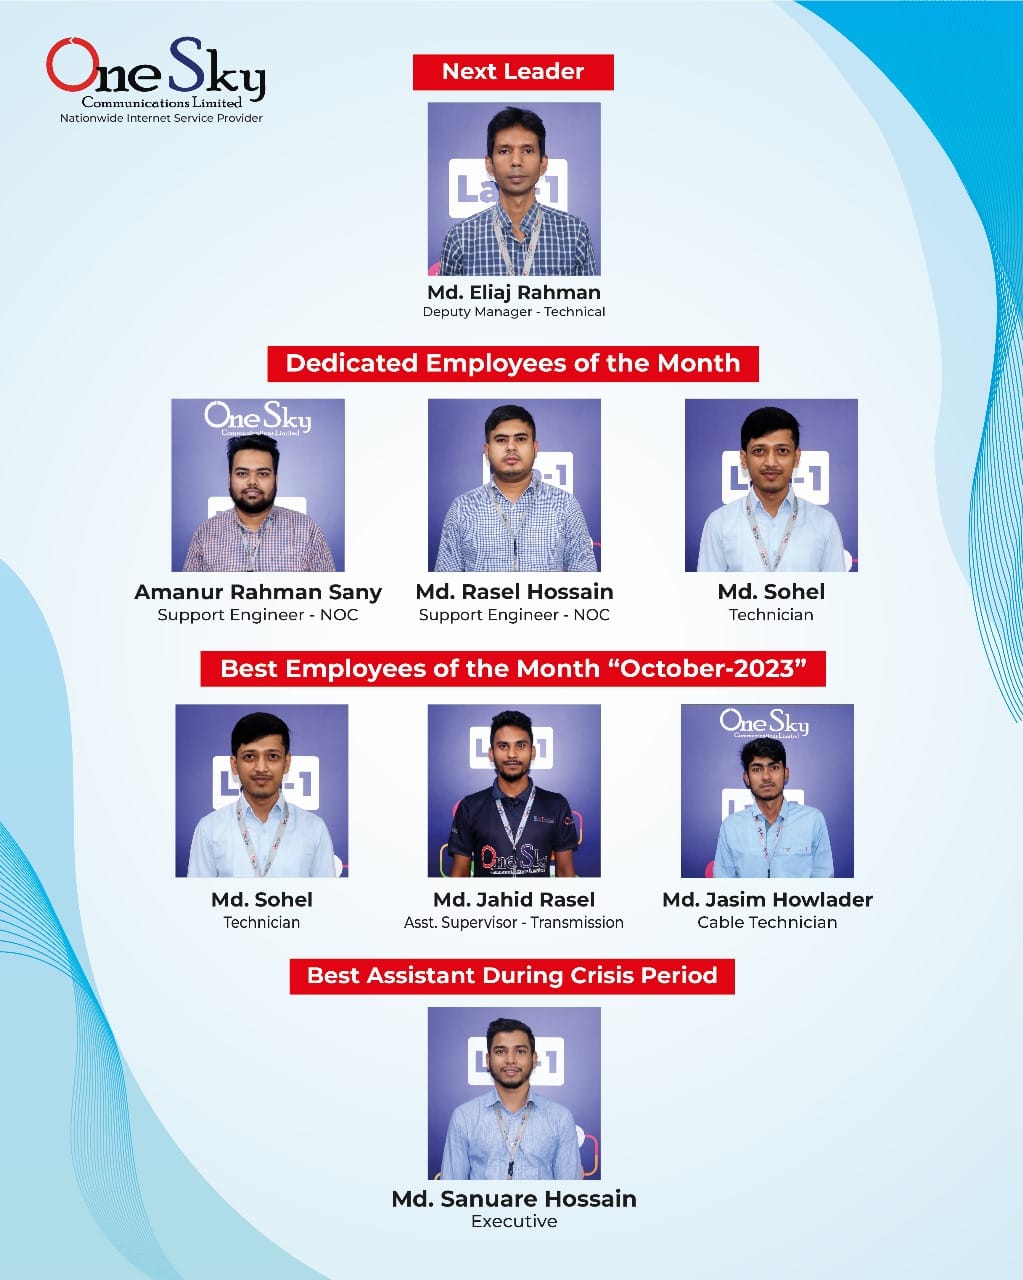 One Sky
Communications Limited
Nationwide Internet Service Provider
Next Leader
Md. Eliaj Rahman
Deputy Manager - Technical
Dedicated Employees of the Month
One Sky
Communications Limited
Amanur Rahman Sany
Support Engineer - NOC
Md. Rasel Hossain
Support Engineer - NOC
Md. Sohel
Technician
Best Employees of the Month “October-2023”
One Sky
Communications Limited
One Sky
Md. Sohel
Technician
Md. Jahid Rasel
Asst. Supervisor - Transmission
Md. Jasim Howlader
Cable Technician
Best Assistant During Crisis Period
Md. Sanuare Hossain
Executive